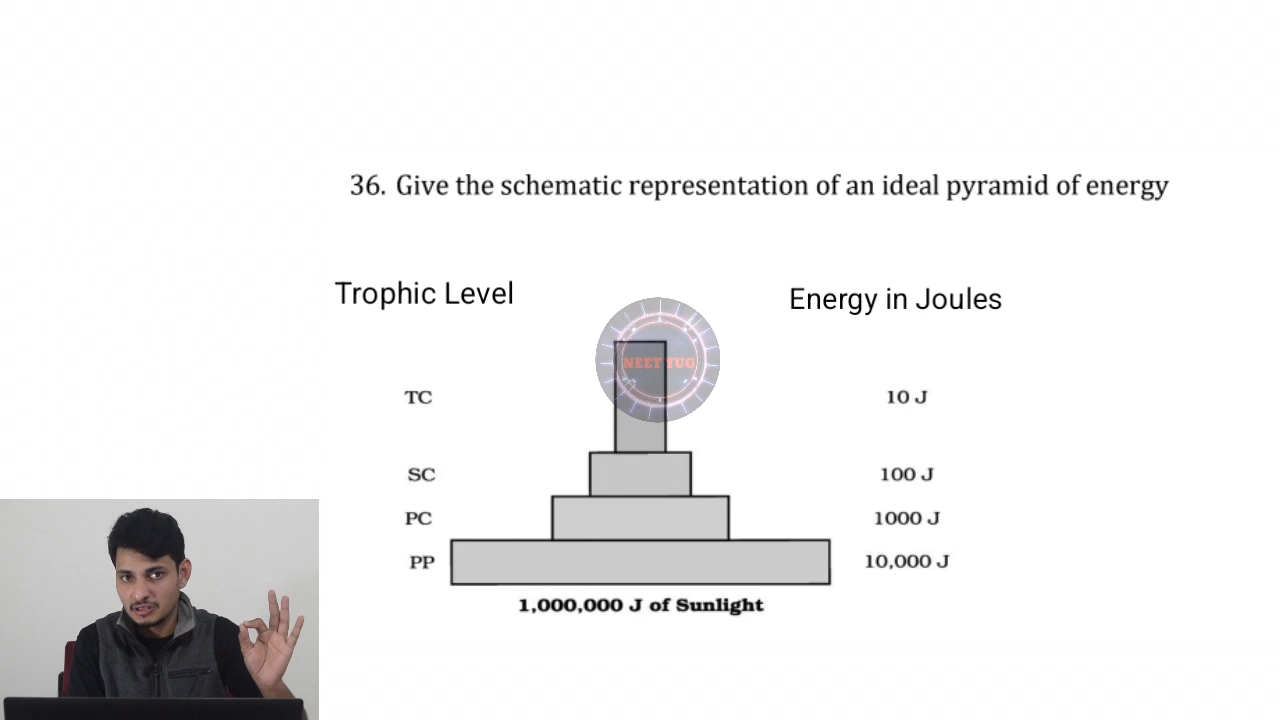 36. Give the schematic representation of an ideal pyramid of energy
Trophic Level
Energy in Joules
NEET YUG
TC
10 J
SC
100 J
PC
1000 J
PP
10,000 J
1,000,000 J of Sunlight